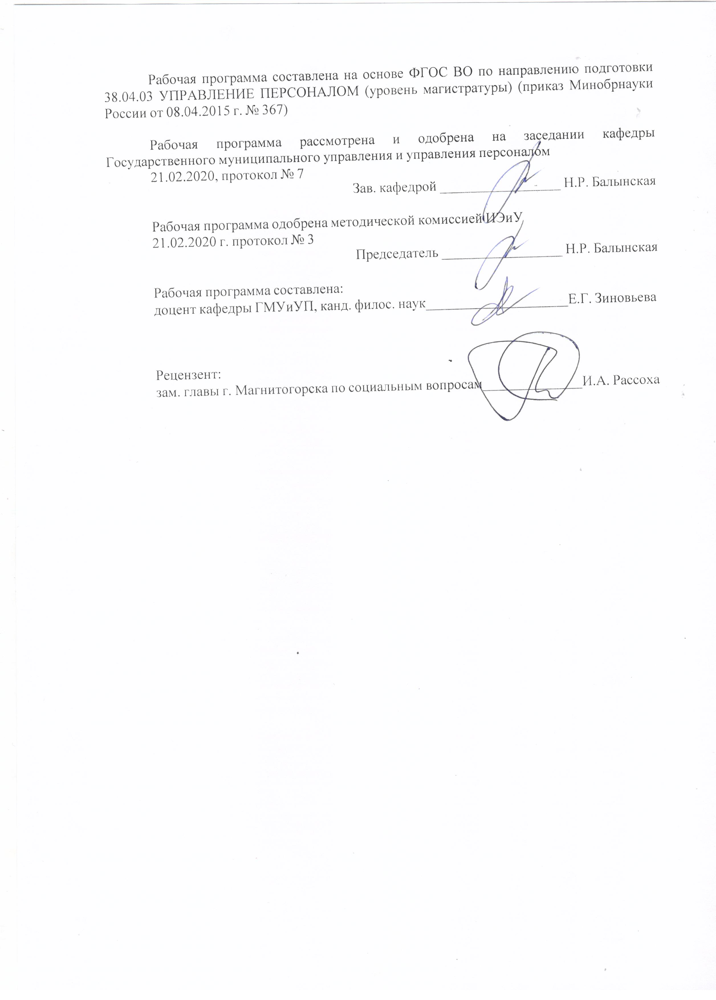 Рабочая программа составлена на основе ФГОС ВО по направлению подготовки
38.04.03 УПРАВЛЕНИЕ ПЕРСОНАЛОМ (уровень магистратуры) (приказ Минобрнауки
России от 08.04.2015 г. № 367)
Рабочая программа рассмотрена и одобрена на заседании кафедры
Государственного муниципального управления и управления персоналом
21.02.2020, протокол № 7
Зав. кафедрой ____________________ Н.Р. Балынская
Рабочая программа одобрена методической комиссией ИЭиУ
21.02.2020 г. протокол № 3
Председатель ____________________ Н.Р. Балынская
Рабочая программа составлена:
доцент кафедры ГМУиУП, канд. филос. наук____________________Е.Г. Зиновьева
Рецензент:
зам. главы г. Магнитогорска по социальным вопросам________________И.А. Рассоха